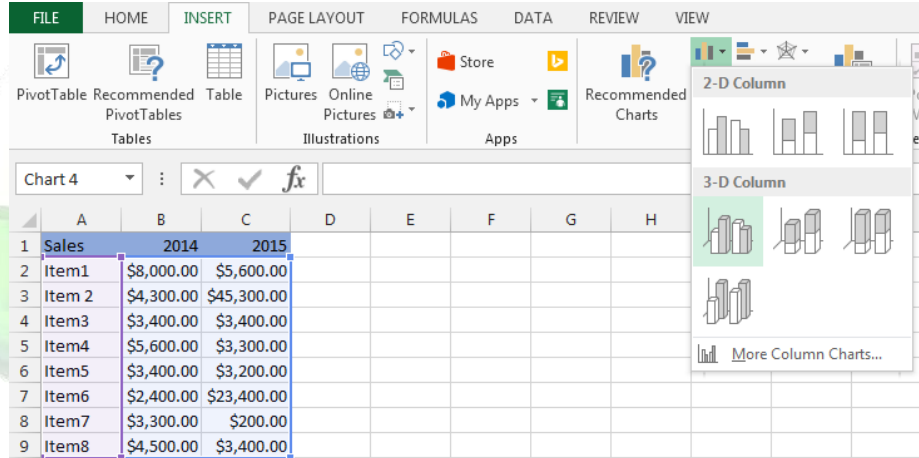 FILE HOME INSERT PAGE LAYOUT FORMULAS DATA REVIEW VIEW
PivotTable Recommended PivotTables Table
Tables
Pictures Online Pictures
Illustrations
Store
My Apps
Apps
Recommended Charts
2-D Column
3-D Column
More Column Charts...
Chart 4 fx
A B C D E F G H
1 Sales 2014 2015
2 Item1 $8,000.00 $5,600.00
3 Item 2 $4,300.00 $45,300.00
4 Item3 $3,400.00 $3,400.00
5 Item4 $5,600.00 $3,300.00
6 Item5 $3,400.00 $3,200.00
7 Item6 $2,400.00 $23,400.00
8 Item7 $3,300.00 $200.00
9 Item8 $4,500.00 $3,400.00